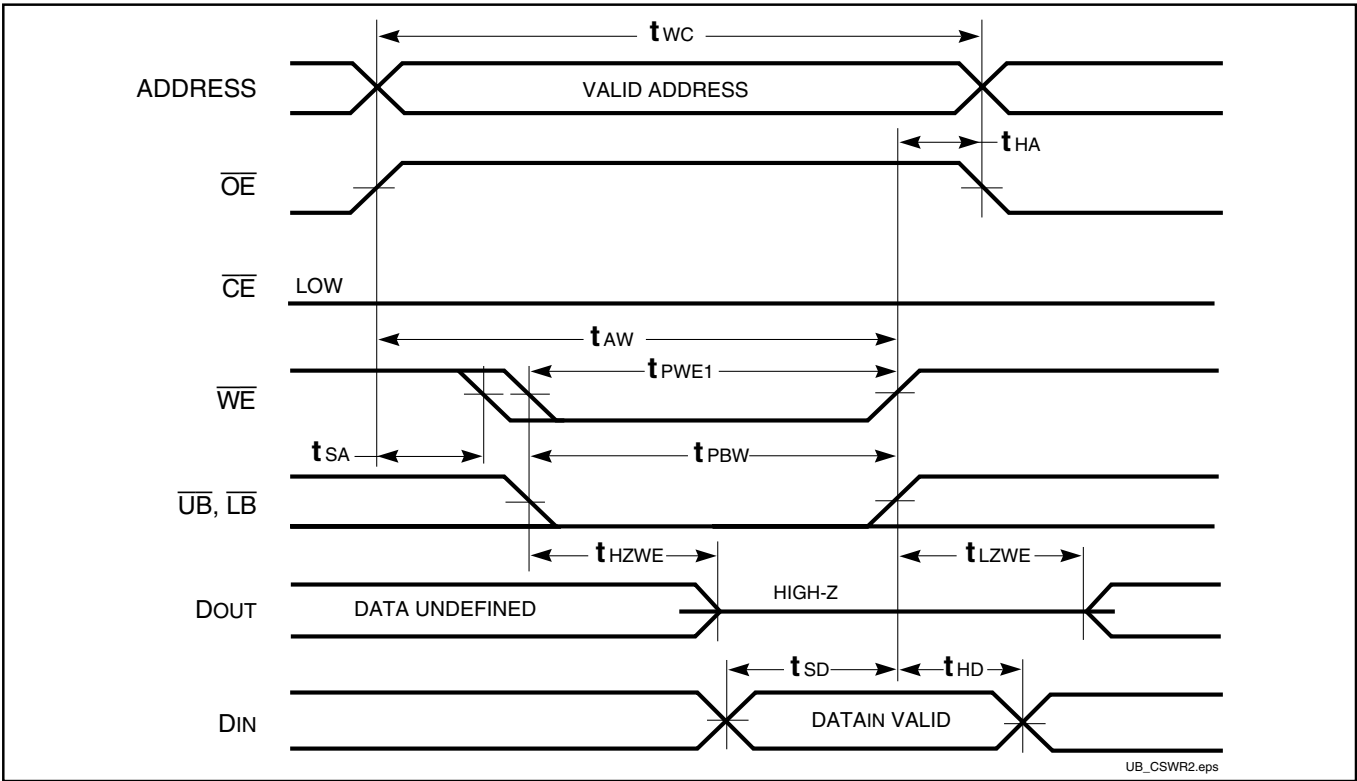 tWC
ADDRESS
VALID ADDRESS
tHA
OE
CE
LOW
tAW
tPWE1
WE
tSA
tPBW
UB, LB
tHZWE
tLZWE
DOUT
DATA UNDEFINED
HIGH-Z
tSD
tHD
DIN
DATAIN VALID
UB_CSWR2.eps